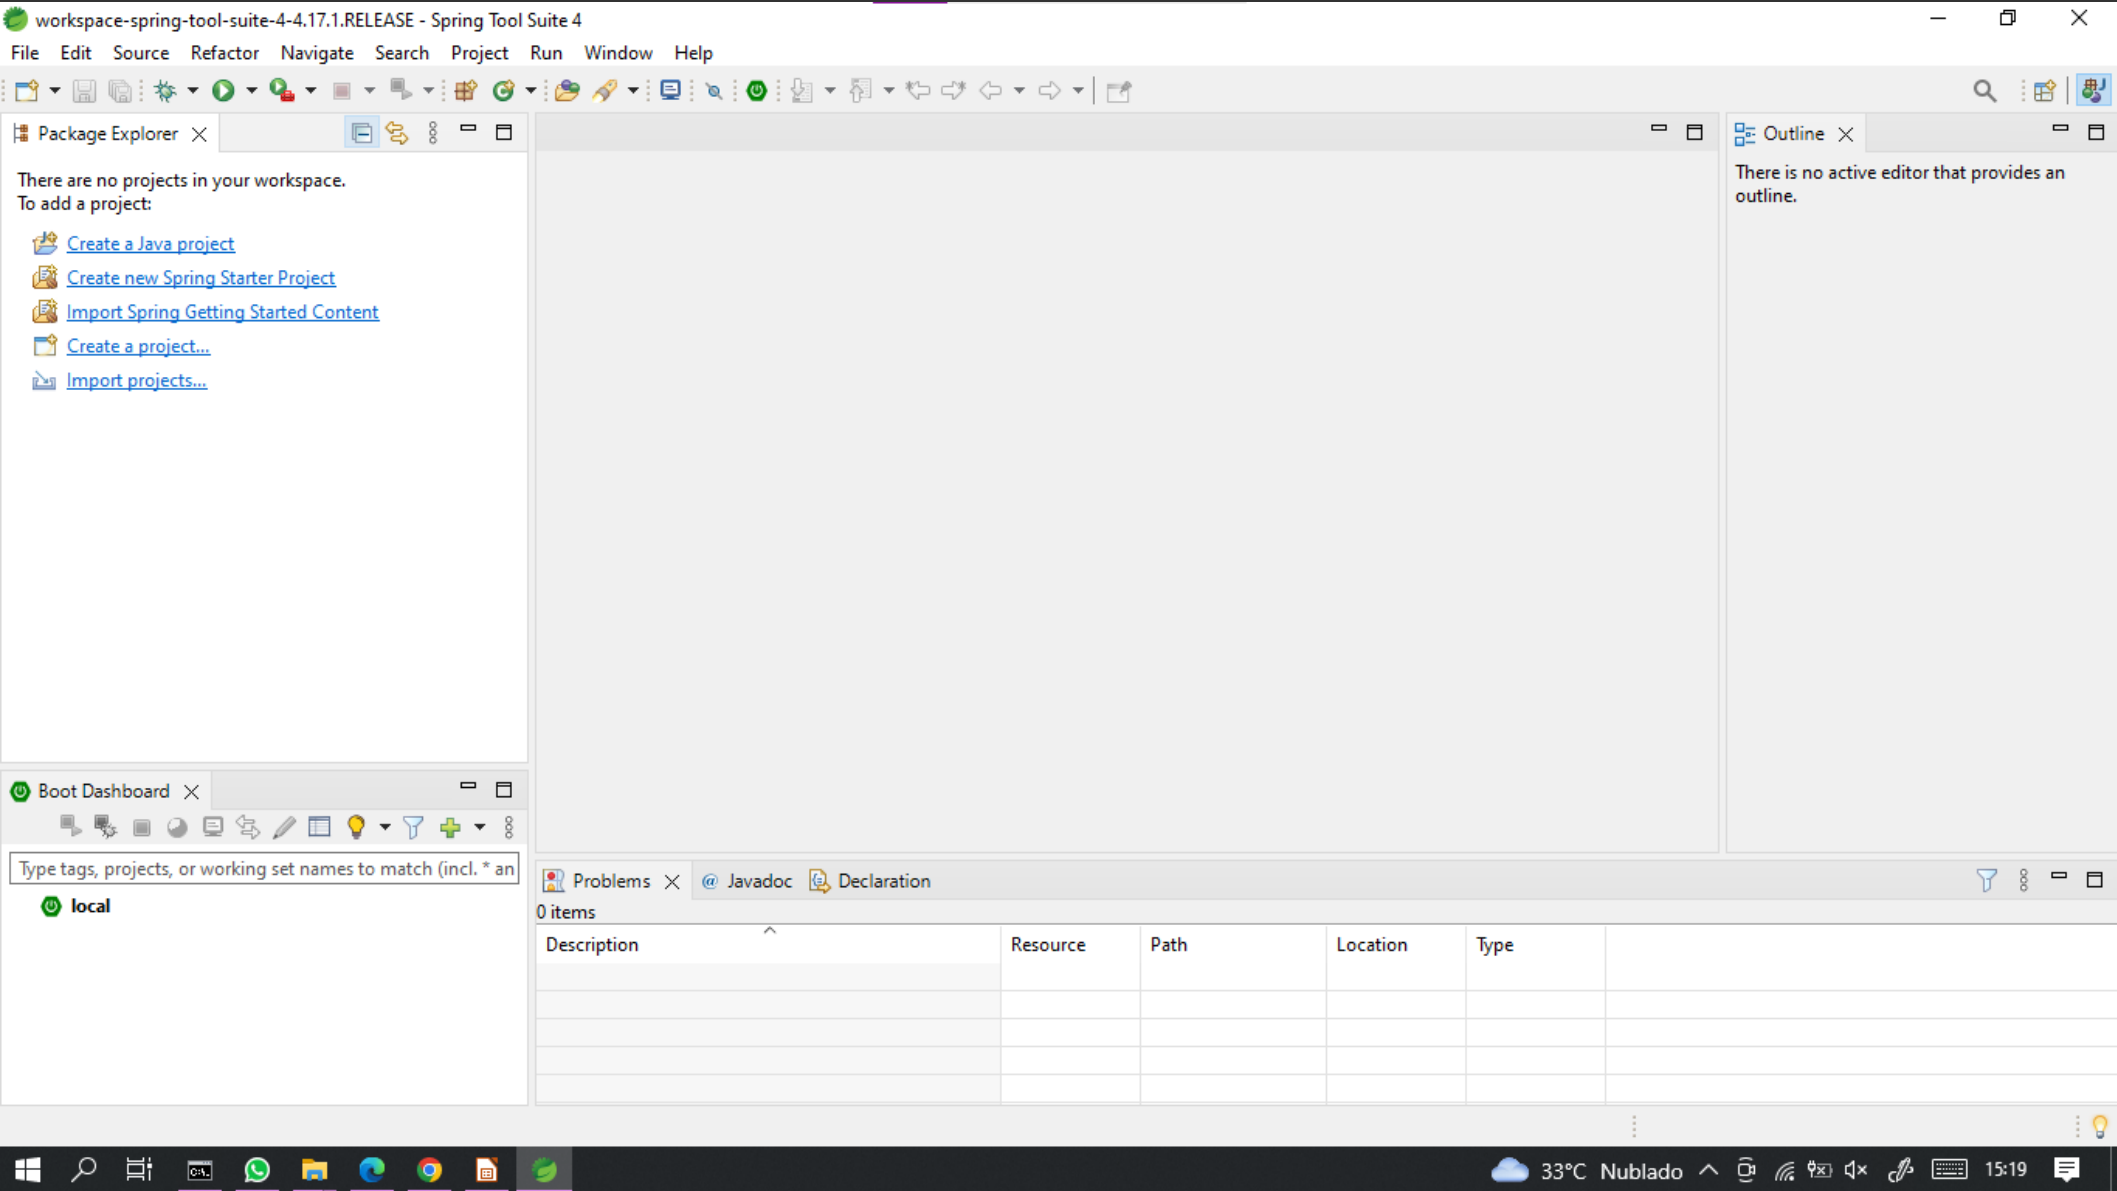 workspace-spring-tool-suite-4-4.17.1.RELEASE - Spring Tool Suite 4
File Edit Source Refactor Navigate Search Project Run Window Help
Package Explorer
There are no projects in your workspace.
To add a project:
Create a Java project
Create new Spring Starter Project
Import Spring Getting Started Content
Create a project...
Import projects...
Outline
There is no active editor that provides an
outline.
Boot Dashboard
Type tags, projects, or working set names to match (incl. * an
local
Problems @ Javadoc Declaration
0 items
Description Resource Path Location Type
33°C Nublado 15:19